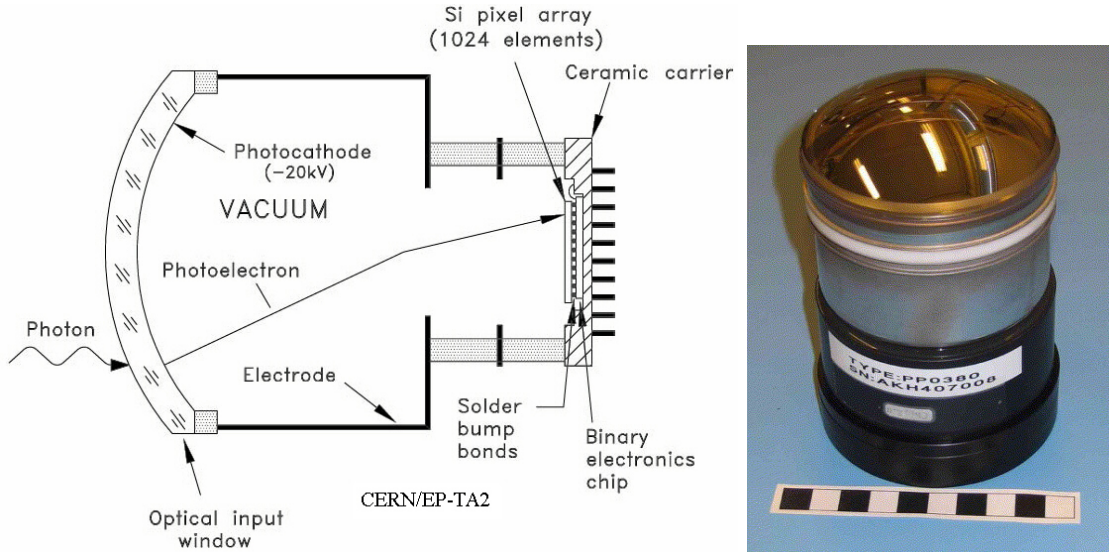 Si pixel array
(1024 elements)
Ceramic carrier
Photocathode
(-20kV)
VACUUM
Photoelectron
Photon
Electrode
Solder
bump
bonds
Binary
electronics
chip
Optical input
window
CERN/EP-TA2
TYPE:PP0380
SN:AKH407008